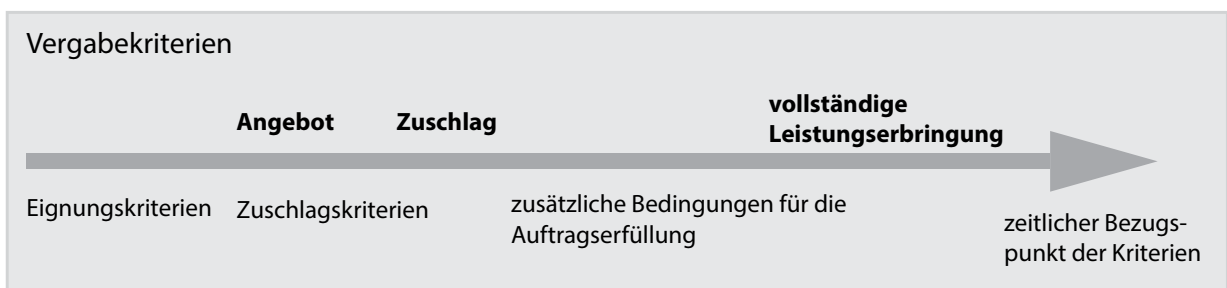 Vergabekriterien
Angebot Zuschlag vollständige
Leistungserbringung
Eignungskriterien Zuschlagskriterien zusätzliche Bedingungen für die
Auftragserfüllung
zeitlicher Bezugs-
punkt der Kriterien